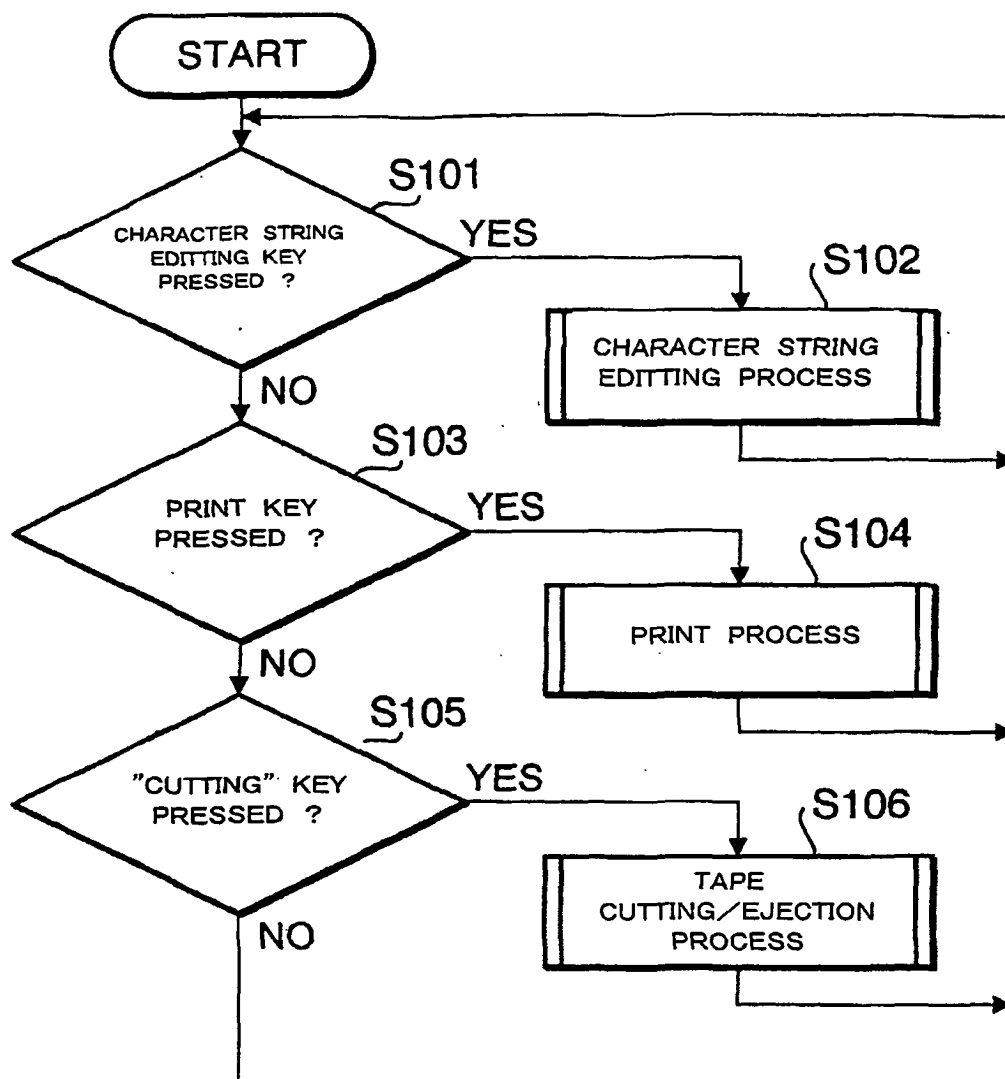 START
S101
CHARACTER STRING
EDITTING KEY
PRESSED ?
YES
S102
CHARACTER STRING
EDITTING PROCESS
NO
S103
PRINT KEY
PRESSED ?
YES
S104
PRINT PROCESS
NO
S105
"CUTTING" KEY
PRESSED ?
YES
S106
TAPE
CUTTING/EJECTION
PROCESS
NO